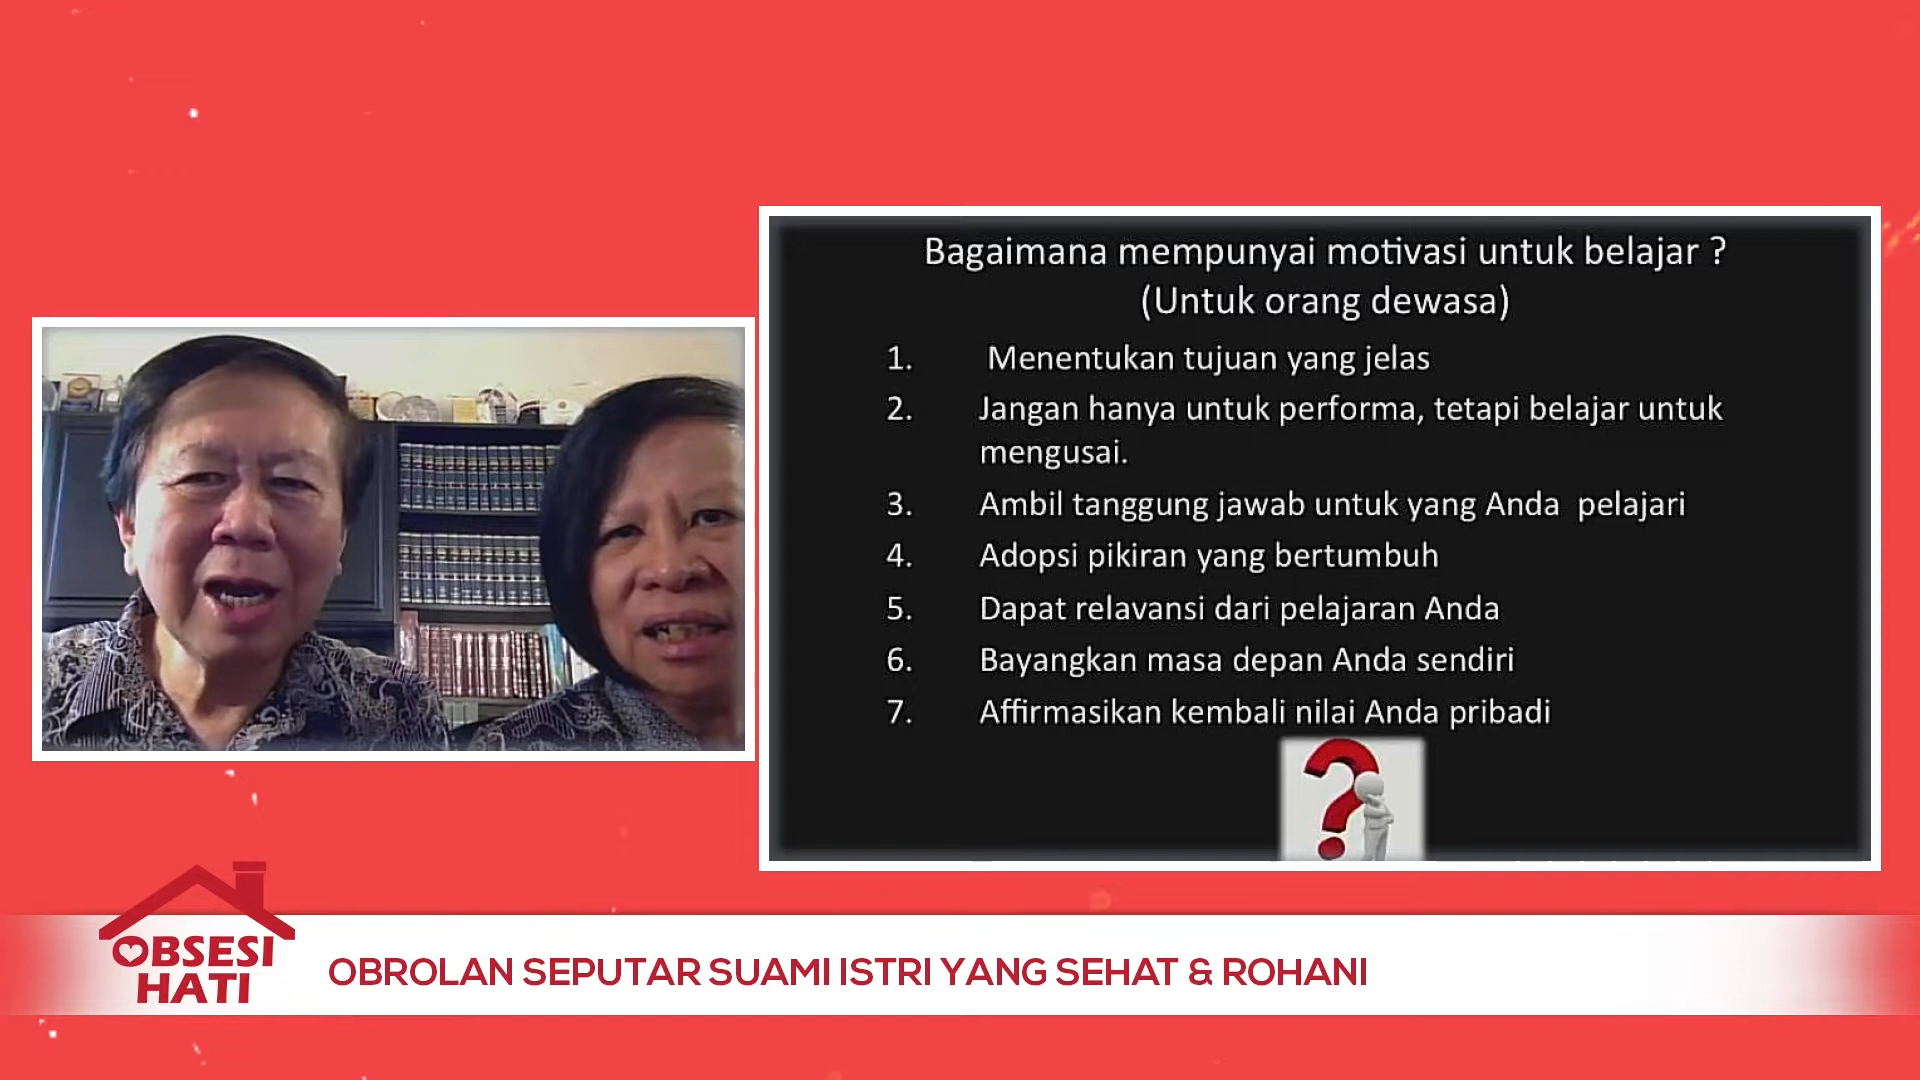 Bagaimana mempunyai motivasi untuk belajar ?
(Untuk orang dewasa)
1. Menentukan tujuan yang jelas
2. Jangan hanya untuk performa, tetapi belajar untuk
mengusai.
3. Ambil tanggung jawab untuk yang Anda pelajari
4. Adopsi pikiran yang bertumbuh
5. Dapat relavansi dari pelajaran Anda
6. Bayangkan masa depan Anda sendiri
7. Affirmasikan kembali nilai Anda pribadi
OBSESI
HATI
OBROLAN SEPUTAR SUAMI ISTRI YANG SEHAT & ROHANI